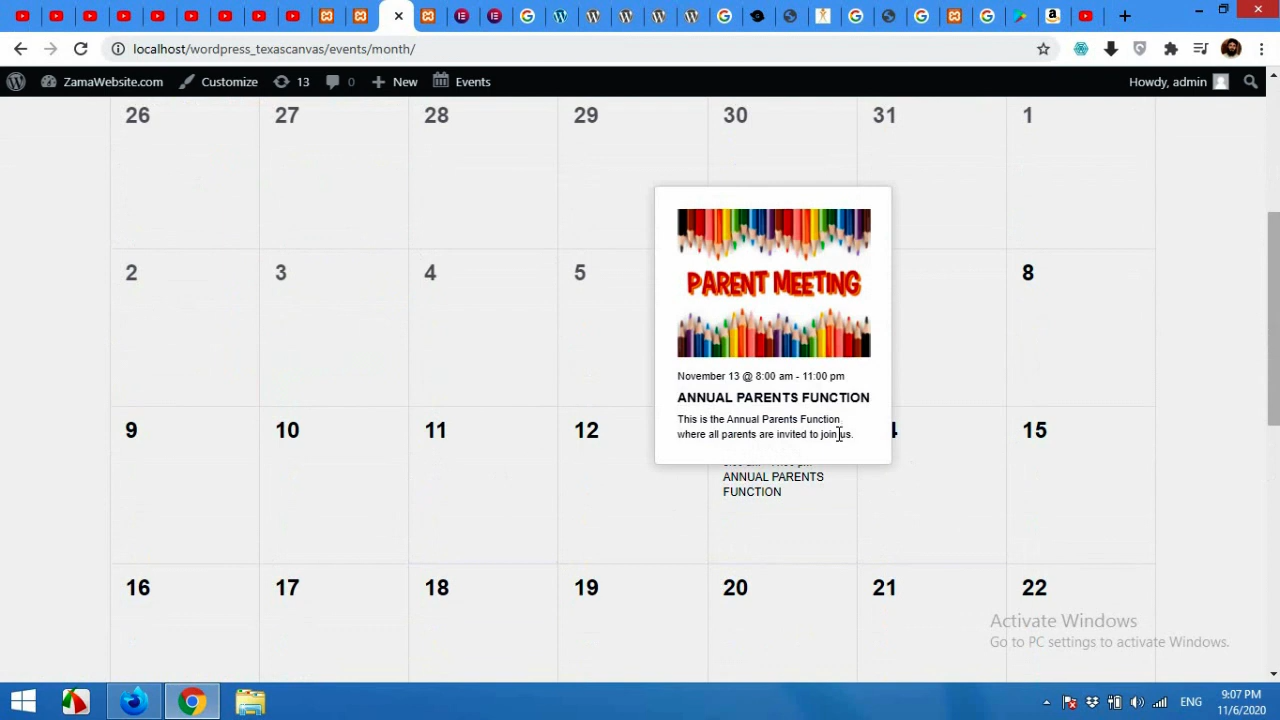 localhost/wordpress_texascanvas/events/month/
ZamaWebsite.com Customize 13 0 New Events Howdy, admin
26 27 28 29 30 31 1
PARENT MEETING
November 13 @ 8:00 am - 11:00 pm
ANNUAL PARENTS FUNCTION
This is the Annual Parents Function
where all parents are invited to join us.
2 3 4 5 8
9 10 11 12 15
ANNUAL PARENTS
FUNCTION
16 17 18 19 20 21 22
Activate Windows
Go to PC settings to activate Windows.
ENG
9:07 PM
11/6/2020